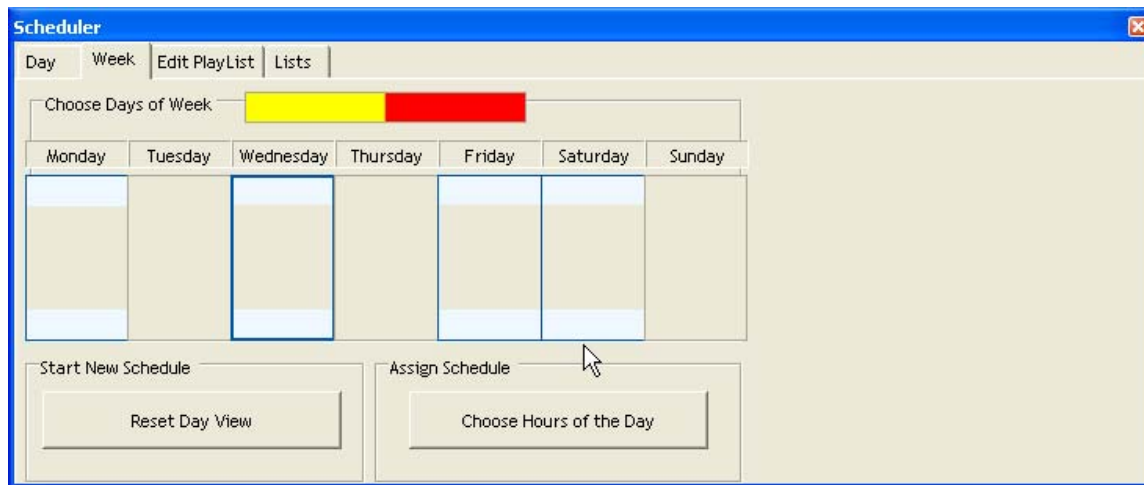 Scheduler
Day Week Edit PlayList Lists
Choose Days of Week
Monday Tuesday Wednesday Thursday Friday Saturday Sunday
Start New Schedule Assign Schedule
Reset Day View Choose Hours of the Day